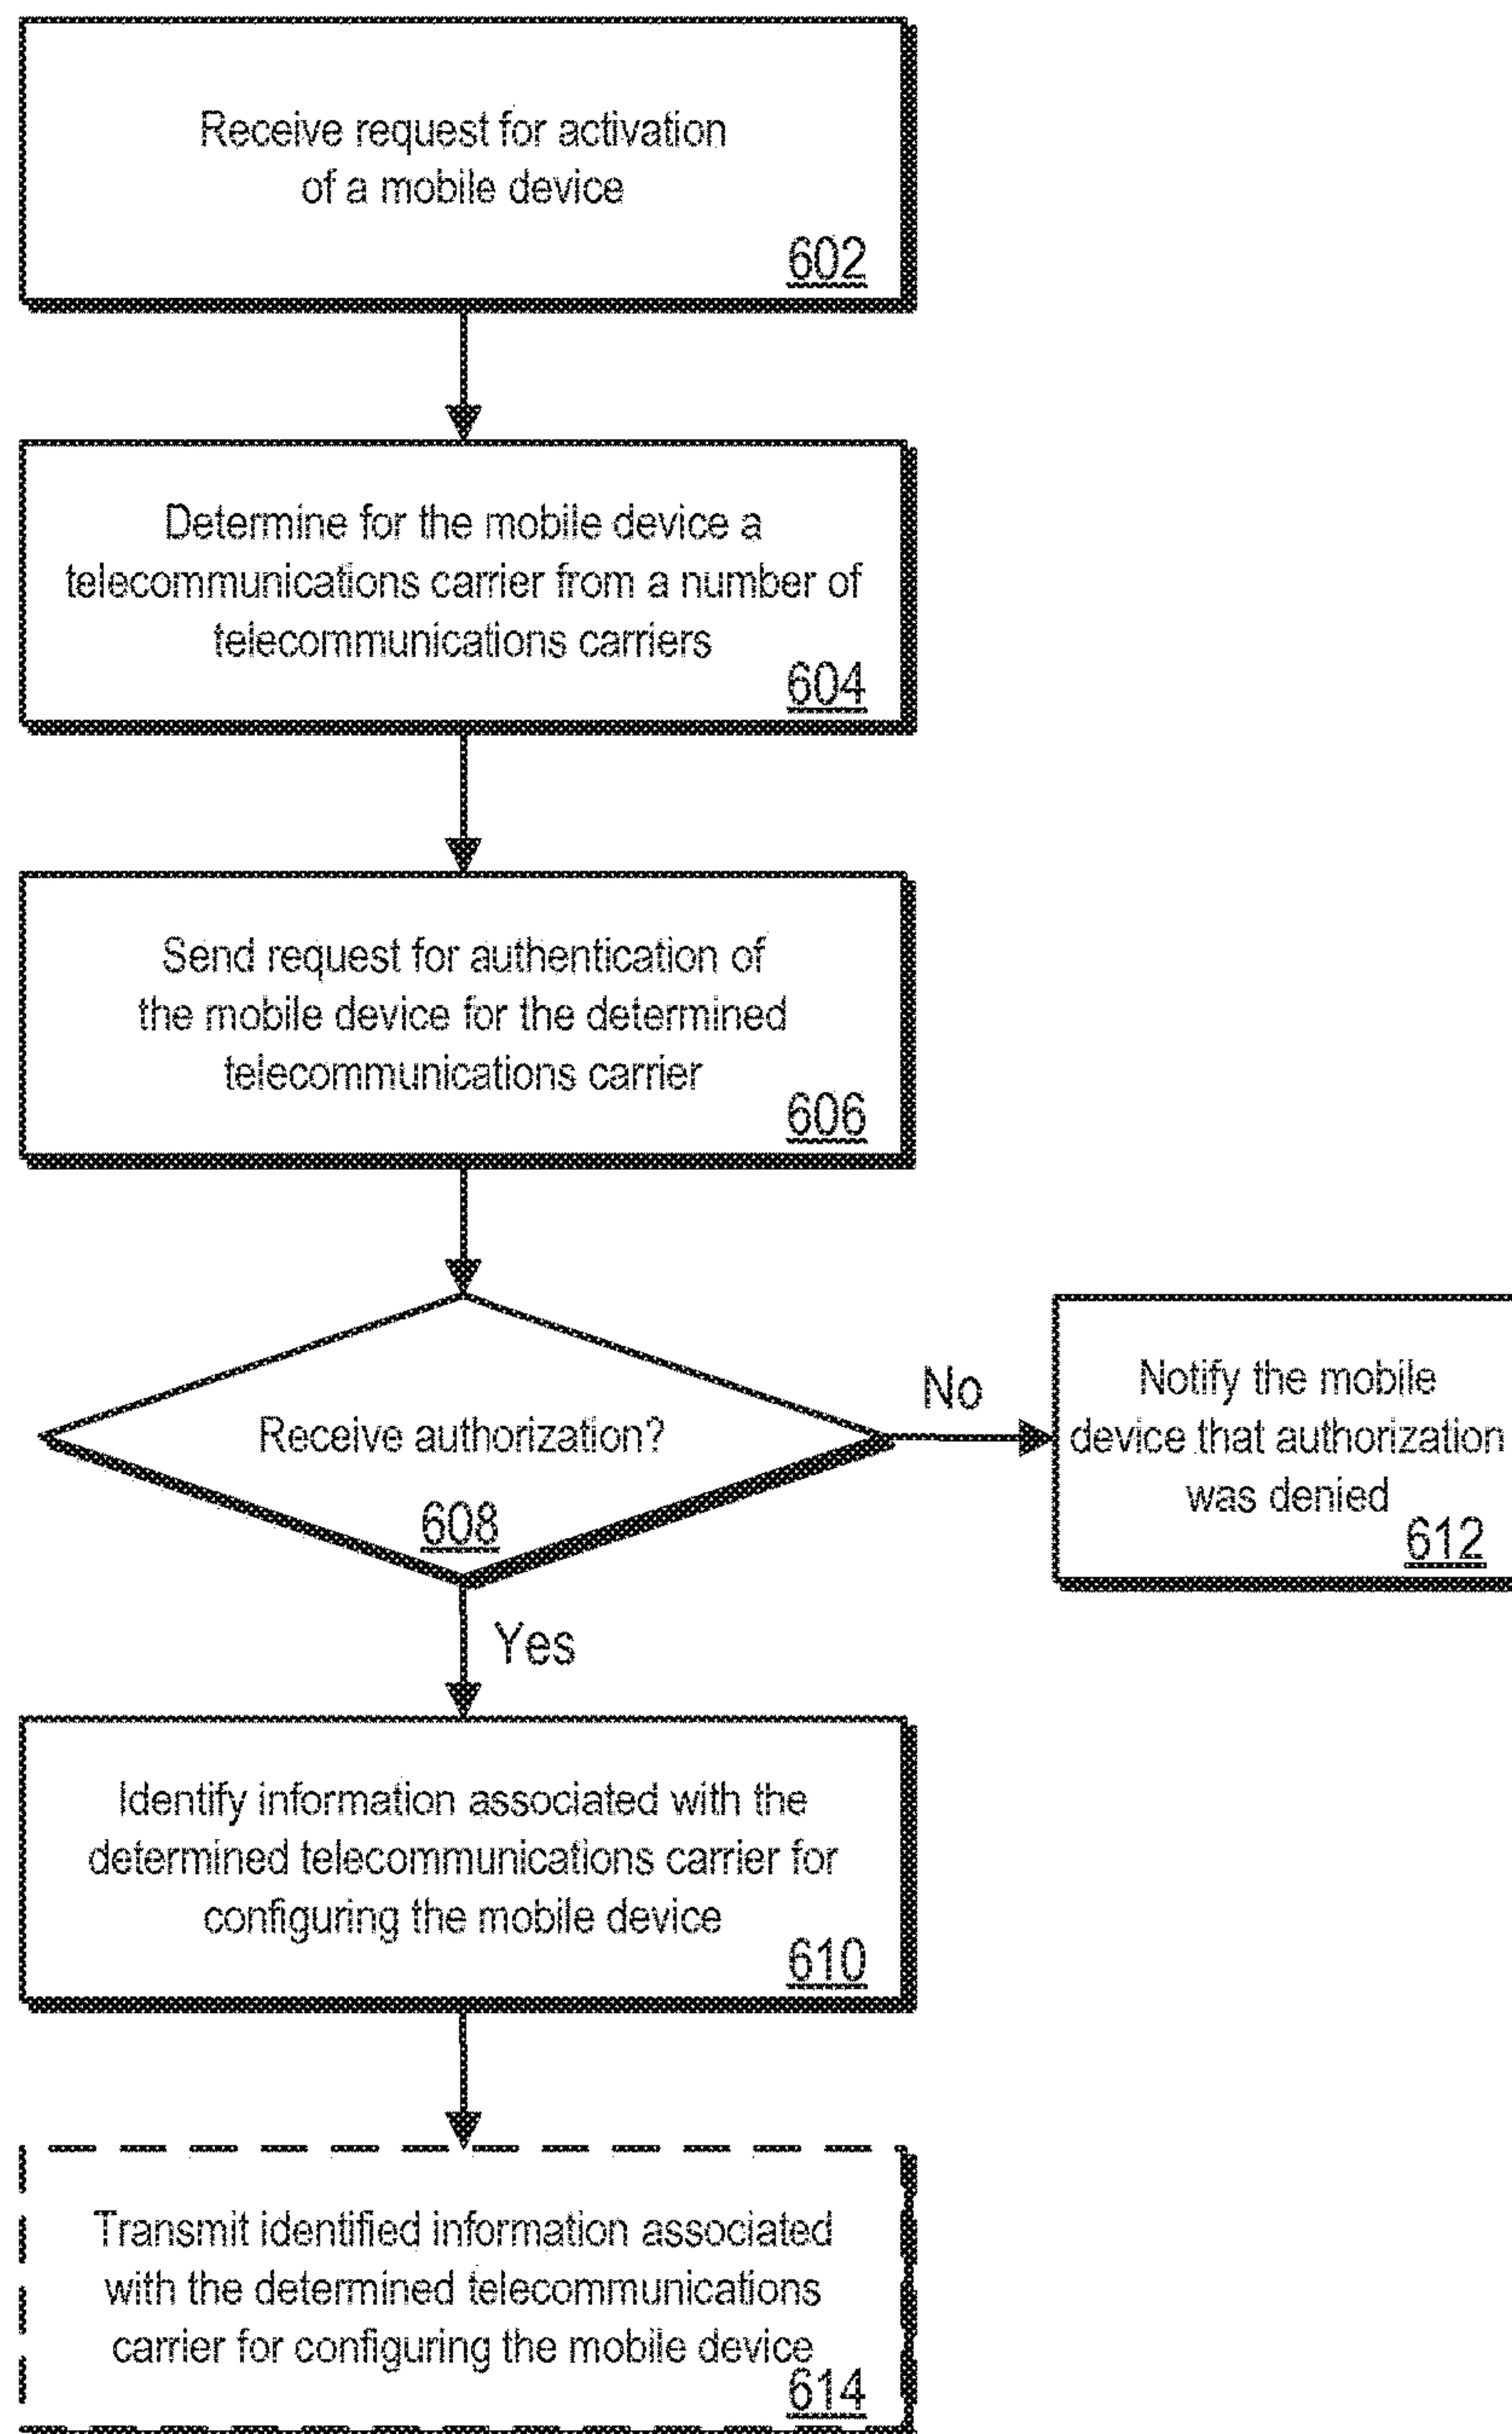 Receive request for activation
of a mobile device
602
Determine for the mobile device a
telecommunications carrier from a number of
telecommunications carriers
604
Send request for authentication of
the mobile device for the determined
telecommunications carrier
606
Receive authorization?
608
No
Notify the mobile
device that authorization
was denied
612
Yes
Identify information associated with the
determined telecommunications carrier for
configuring the mobile device
610
Transmit identified information associated
with the determined telecommunications
carrier for configuring the mobile device
614